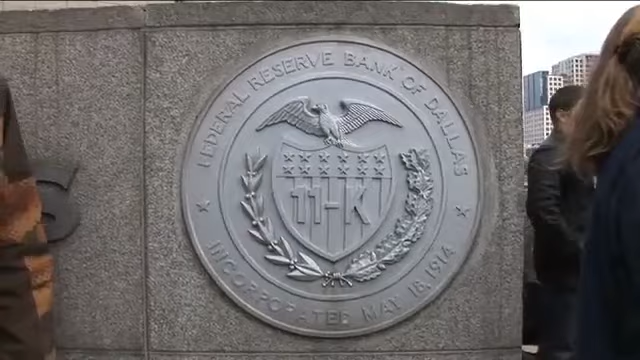 FEDERAL RESERVE BANK OF DALLAS
11-K
INCORPORATED MAY 18, 1914